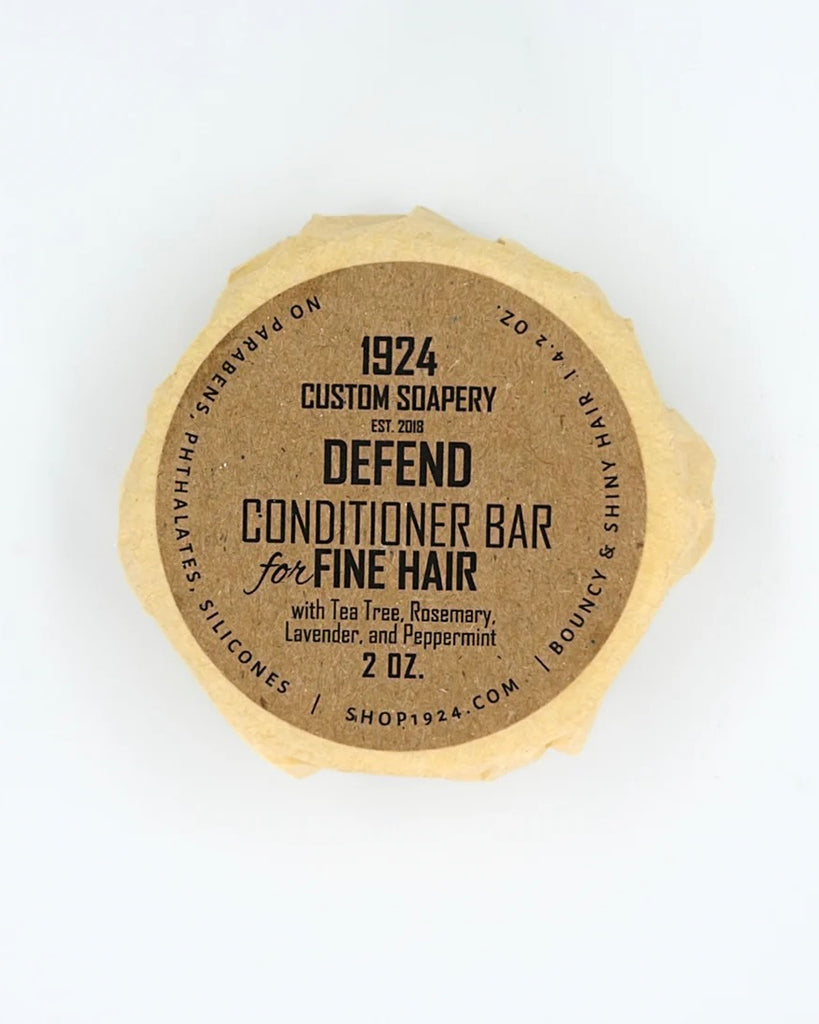 1924
CUSTOM SOAPERY
EST. 2018
DEFEND
CONDITIONER BAR
for FINE HAIR
with Tea Tree, Rosemary,
Lavender, and Peppermint
2 OZ.
NO PARABENS, PHTHALATES, SILICONES | SHOP1924.COM | BOUNCY & SHINY HAIR | 4.2 OZ.